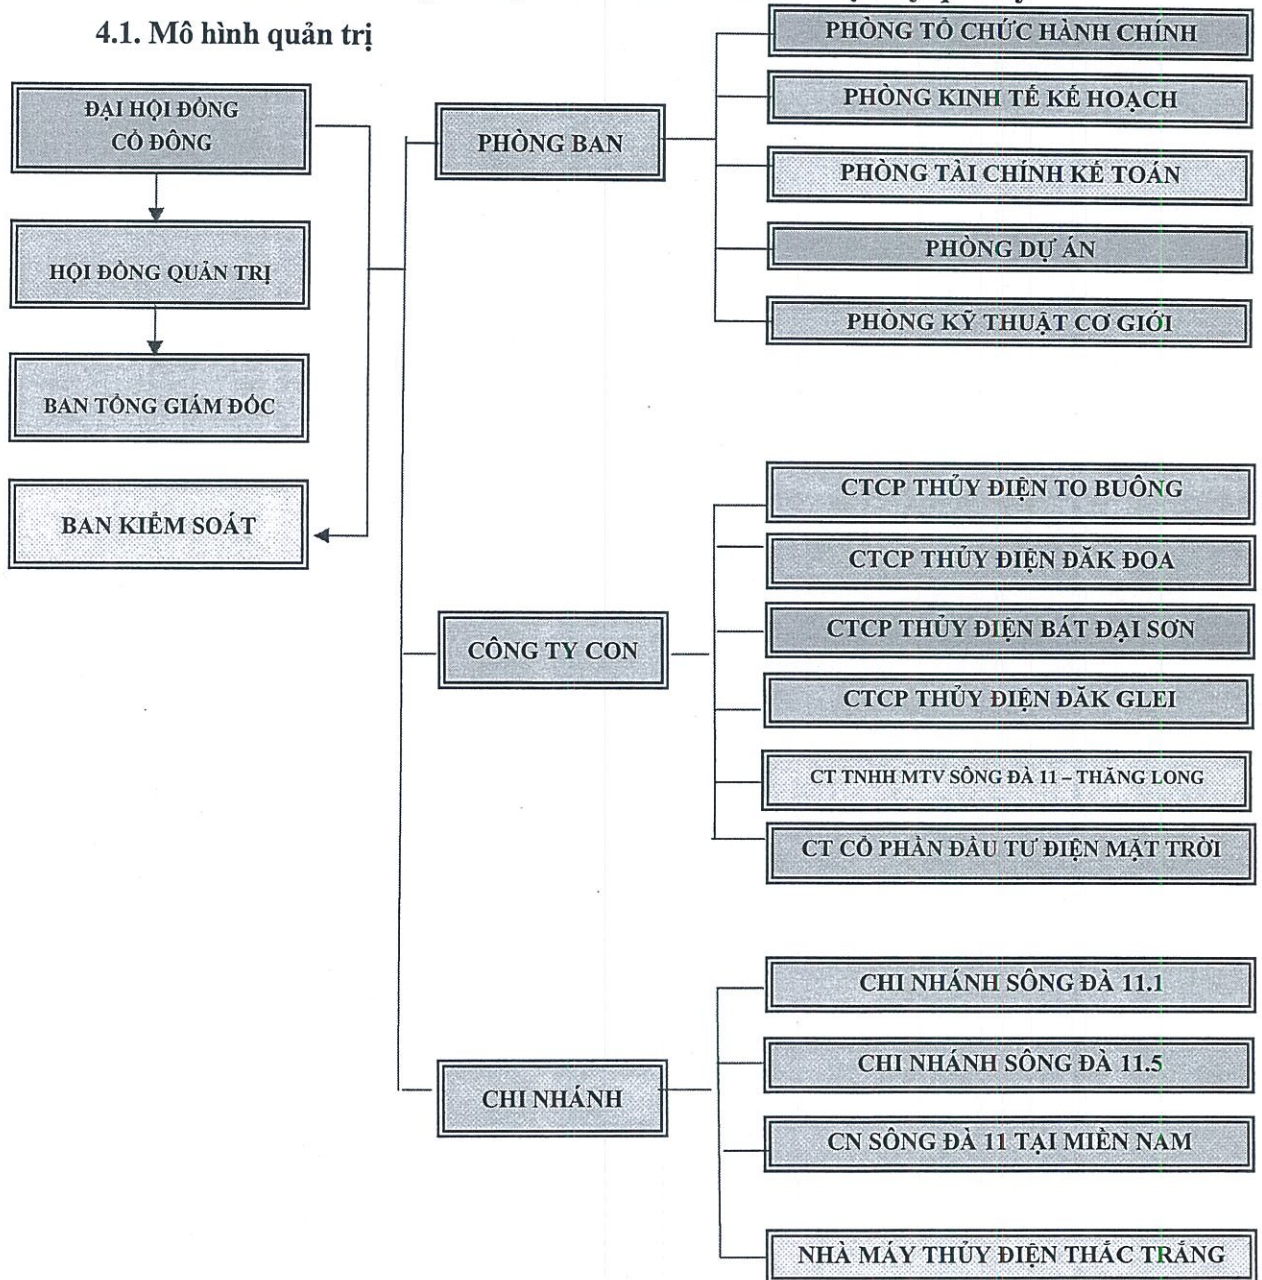 4.1. Mô hình quản trị
ĐẠI HỘI ĐỒNG
CỔ ĐÔNG
HỘI ĐỒNG QUẢN TRỊ
BAN TỔNG GIÁM ĐỐC
BAN KIỂM SOÁT
PHÒNG BAN
PHÒNG TỔ CHỨC HÀNH CHÍNH
PHÒNG KINH TẾ KẾ HOẠCH
PHÒNG TÀI CHÍNH KẾ TOÁN
PHÒNG DỰ ÁN
PHÒNG KỸ THUẬT CƠ GIỚI
CÔNG TY CON
CTCP THỦY ĐIỆN TO BUÔNG
CTCP THỦY ĐIỆN ĐĂK ĐOA
CTCP THỦY ĐIỆN BÁT ĐẠI SƠN
CTCP THỦY ĐIỆN ĐĂK GLEI
CT TNHH MTV SÔNG ĐÀ 11 – THĂNG LONG
CT CỔ PHẦN ĐẦU TƯ ĐIỆN MẶT TRỜI
CHI NHÁNH
CHI NHÁNH SÔNG ĐÀ 11.1
CHI NHÁNH SÔNG ĐÀ 11.5
CN SÔNG ĐÀ 11 TẠI MIỀN NAM
NHÀ MÁY THỦY ĐIỆN THÁC TRẮNG